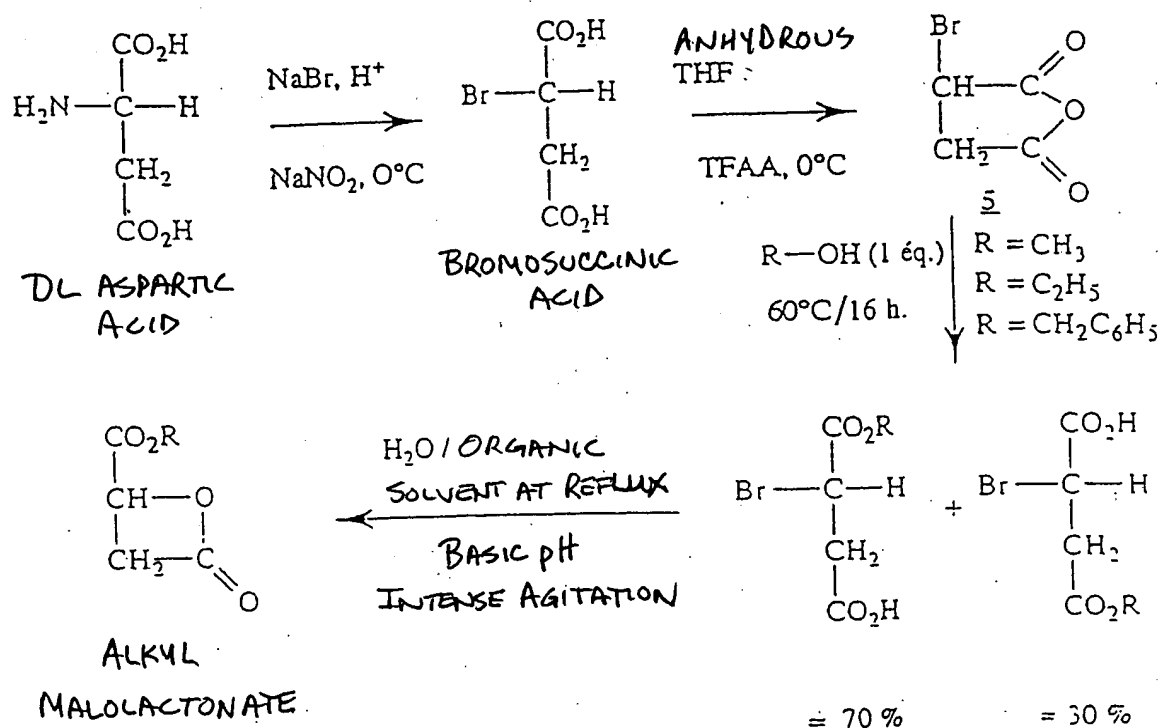 CO₂H
H₂N—C—H
CH₂
CO₂H
DL ASPARTIC
ACID
NaBr, H⁺
NaNO₂, 0°C
CO₂H
Br—C—H
CH₂
CO₂H
BROMOSUCCINIC
ACID
ANHYDROUS
THF
TFAA, 0°C
Br
CH—C
O
O
CH₂—C
O
5
R—OH (1 éq.)
60°C/16 h.
R = CH₃
R = C₂H₅
R = CH₂C₆H₅
CO₂R
Br—C—H
CH₂
CO₂H
= 70 %
+
CO₂H
Br—C—H
CH₂
CO₂R
= 30 %
H₂O / ORGANIC
SOLVENT AT REFLUX
BASIC pH
INTENSE AGITATION
CO₂R
CH—O
CH₂—C
O
ALKYL
MALOLACTONATE